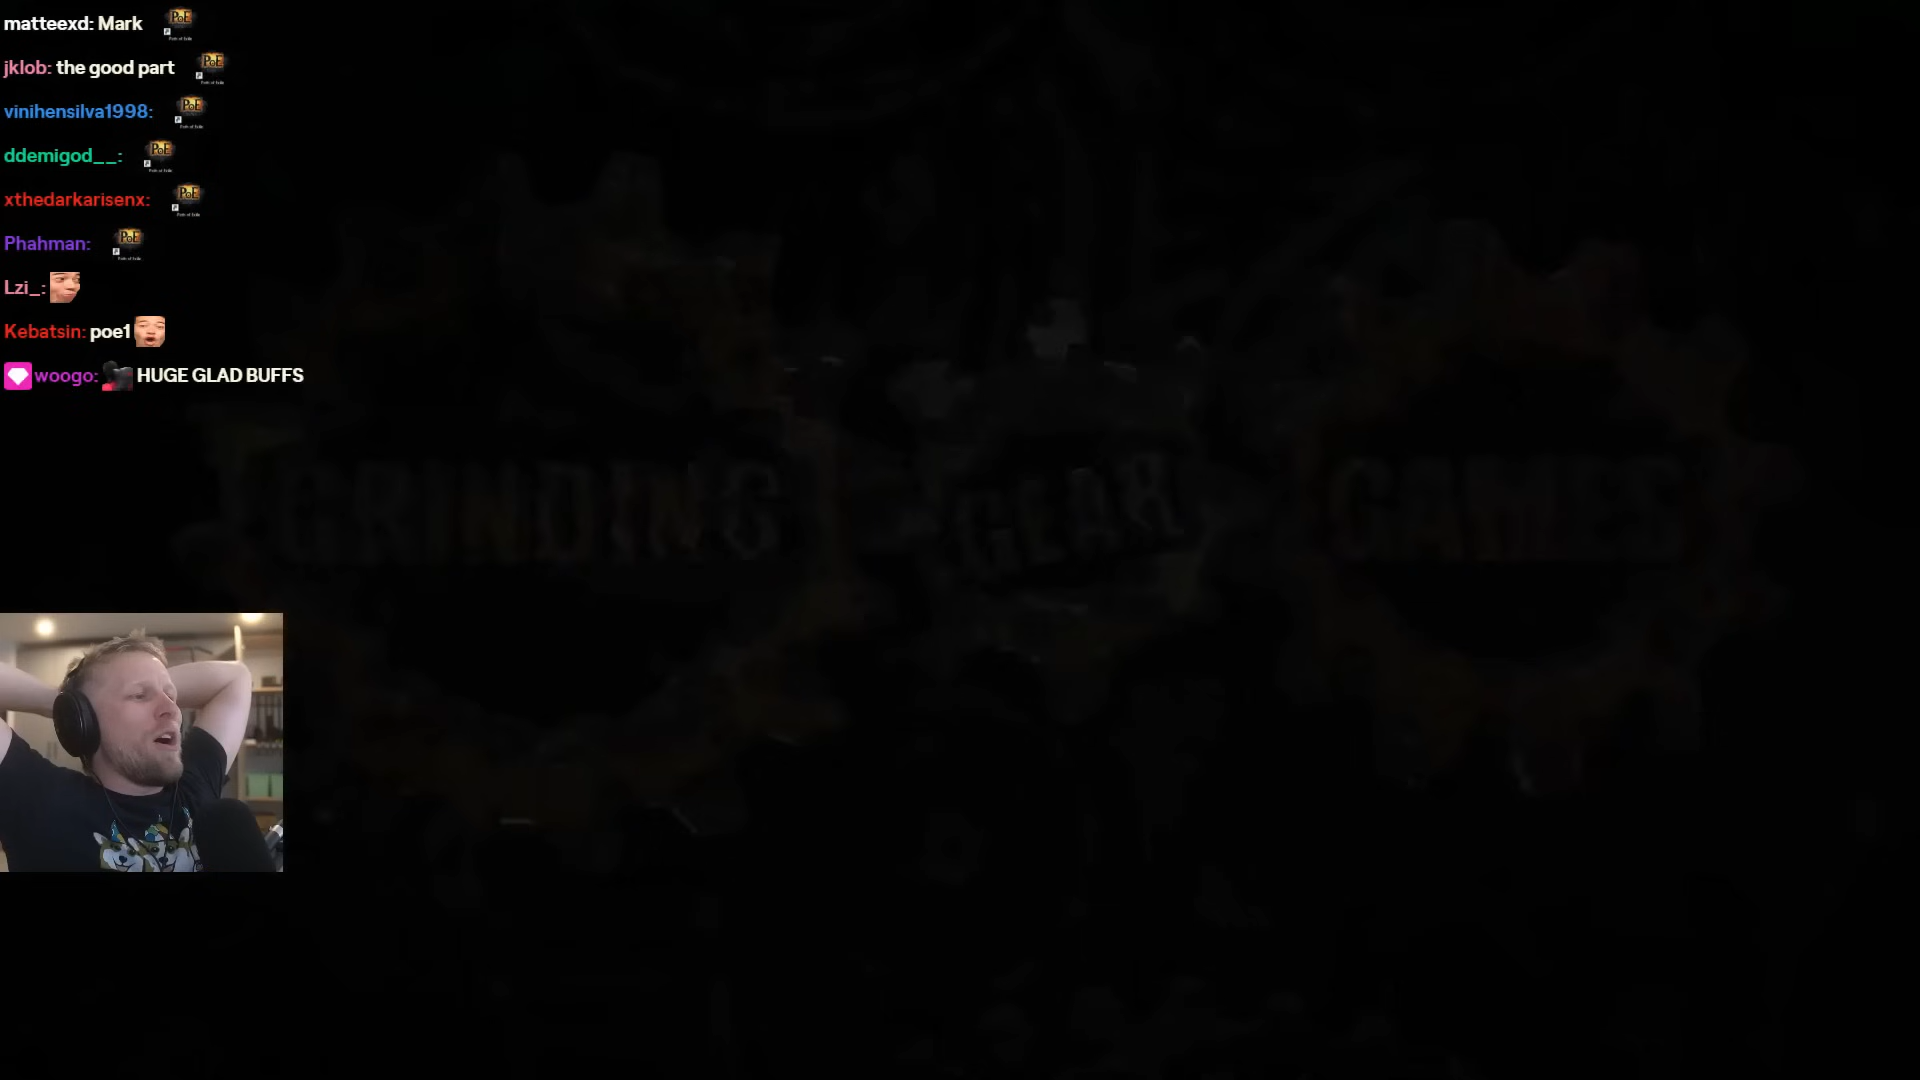 matteexd: Mark
jklob: the good part
vinihensilva1998:
ddemigod__:
xthedarkarisenx:
Phahman:
Lzi_:
Kebatsin: poe1
woogo: HUGE GLAD BUFFS
GRINDING GEAR GAMES